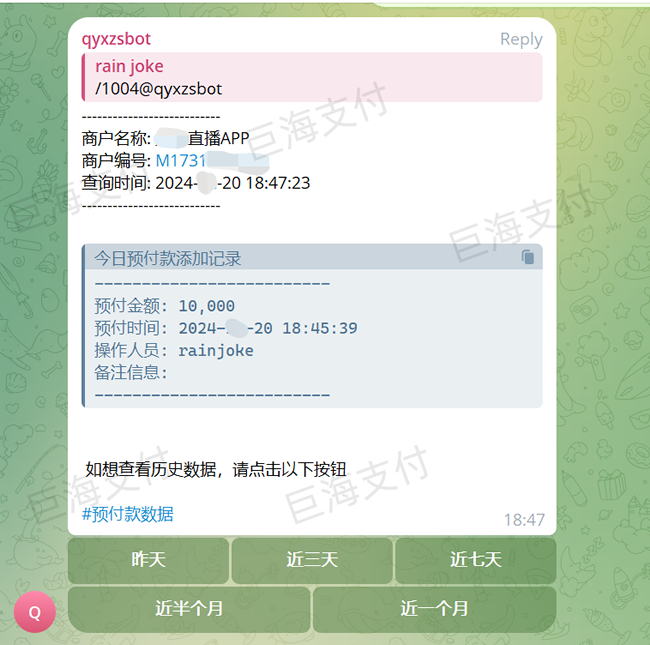 qyxzsbot Reply
rain joke
/1004@qyxzsbot
---------------------------
商户名称: 直播APP
商户编号: M1731
查询时间: 2024- -20 18:47:23
---------------------------
今日预付款添加记录
-------------------------
预付金额: 10,000
预付时间: 2024- -20 18:45:39
操作人员: rainjoke
备注信息:
-------------------------
如想查看历史数据，请点击以下按钮
#预付款数据
18:47
昨天 近三天 近七天
Q 近半个月 近一个月
巨海支付
巨海支付
巨海支付
巨海支付
巨海支付